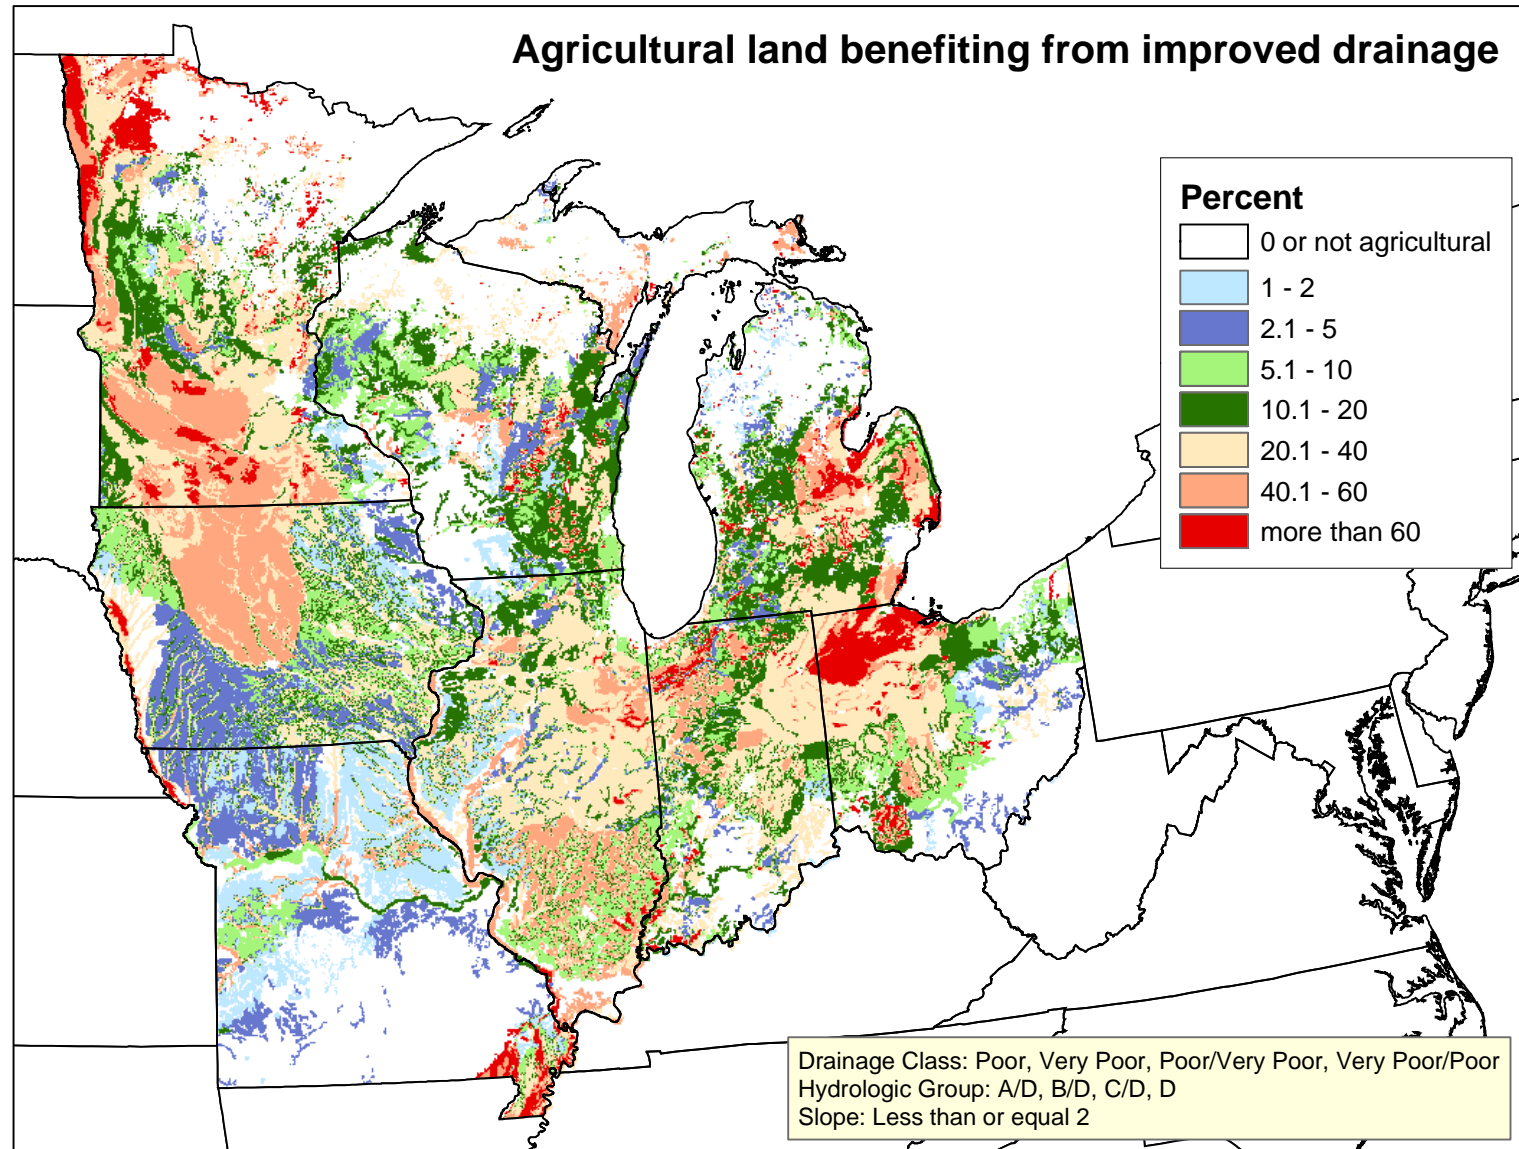 Agricultural land benefiting from improved drainage
Percent
0 or not agricultural
1 - 2
2.1 - 5
5.1 - 10
10.1 - 20
20.1 - 40
40.1 - 60
more than 60
Drainage Class: Poor, Very Poor, Poor/Very Poor, Very Poor/Poor
Hydrologic Group: A/D, B/D, C/D, D
Slope: Less than or equal 2